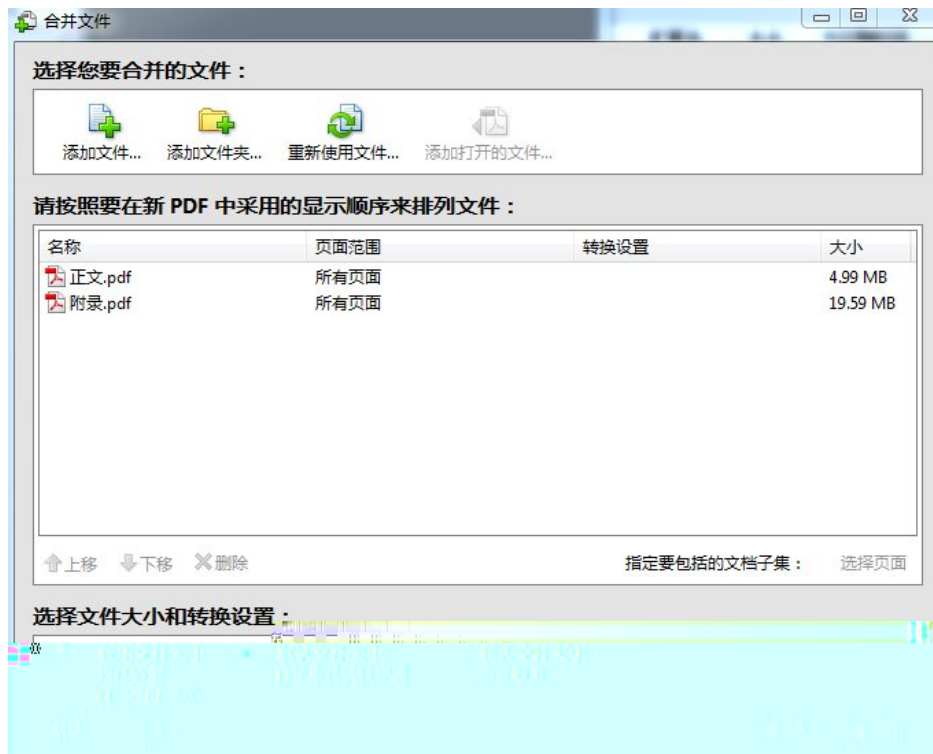 合并文件
选择您要合并的文件：
添加文件... 添加文件夹... 重新使用文件... 添加打开的文件...
请按照要在新 PDF 中采用的显示顺序来排列文件：
名称 页面范围 转换设置 大小
正文.pdf 所有页面 4.99 MB
附录.pdf 所有页面 19.59 MB
上移 下移 删除 指定要包括的文档子集： 选择页面
选择文件大小和转换设置：